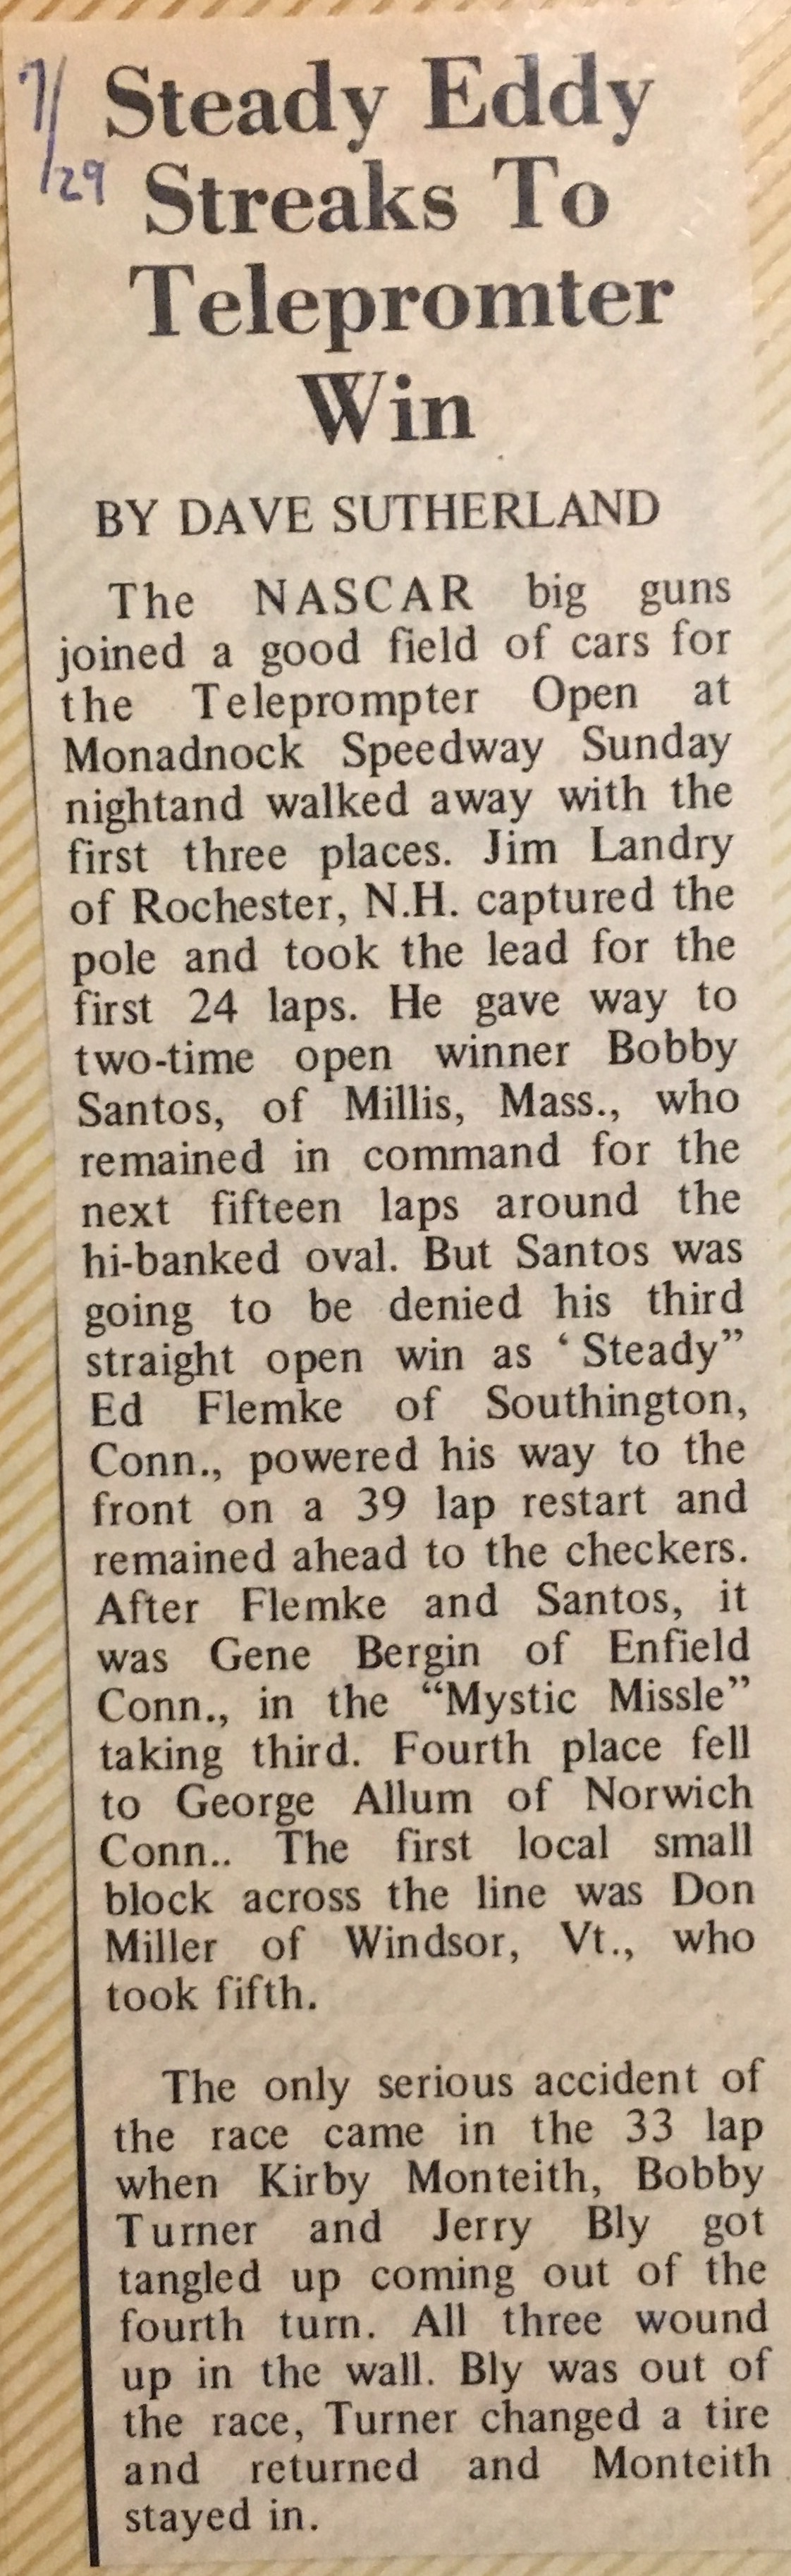 7/29
Steady Eddy
Streaks To
Telepromter
Win
BY DAVE SUTHERLAND
The NASCAR big guns
joined a good field of cars for
the Teleprompter Open at
Monadnock Speedway Sunday
nightand walked away with the
first three places. Jim Landry
of Rochester, N.H. captured the
pole and took the lead for the
first 24 laps. He gave way to
two-time open winner Bobby
Santos, of Millis, Mass., who
remained in command for the
next fifteen laps around the
hi-banked oval. But Santos was
going to be denied his third
straight open win as ‘Steady”
Ed Flemke of Southington,
Conn., powered his way to the
front on a 39 lap restart and
remained ahead to the checkers.
After Flemke and Santos, it
was Gene Bergin of Enfield
Conn., in the “Mystic Missle”
taking third. Fourth place fell
to George Allum of Norwich
Conn.. The first local small
block across the line was Don
Miller of Windsor, Vt., who
took fifth.
The only serious accident of
the race came in the 33 lap
when Kirby Monteith, Bobby
Turner and Jerry Bly got
tangled up coming out of the
fourth turn. All three wound
up in the wall. Bly was out of
the race, Turner changed a tire
and returned and Monteith
stayed in.